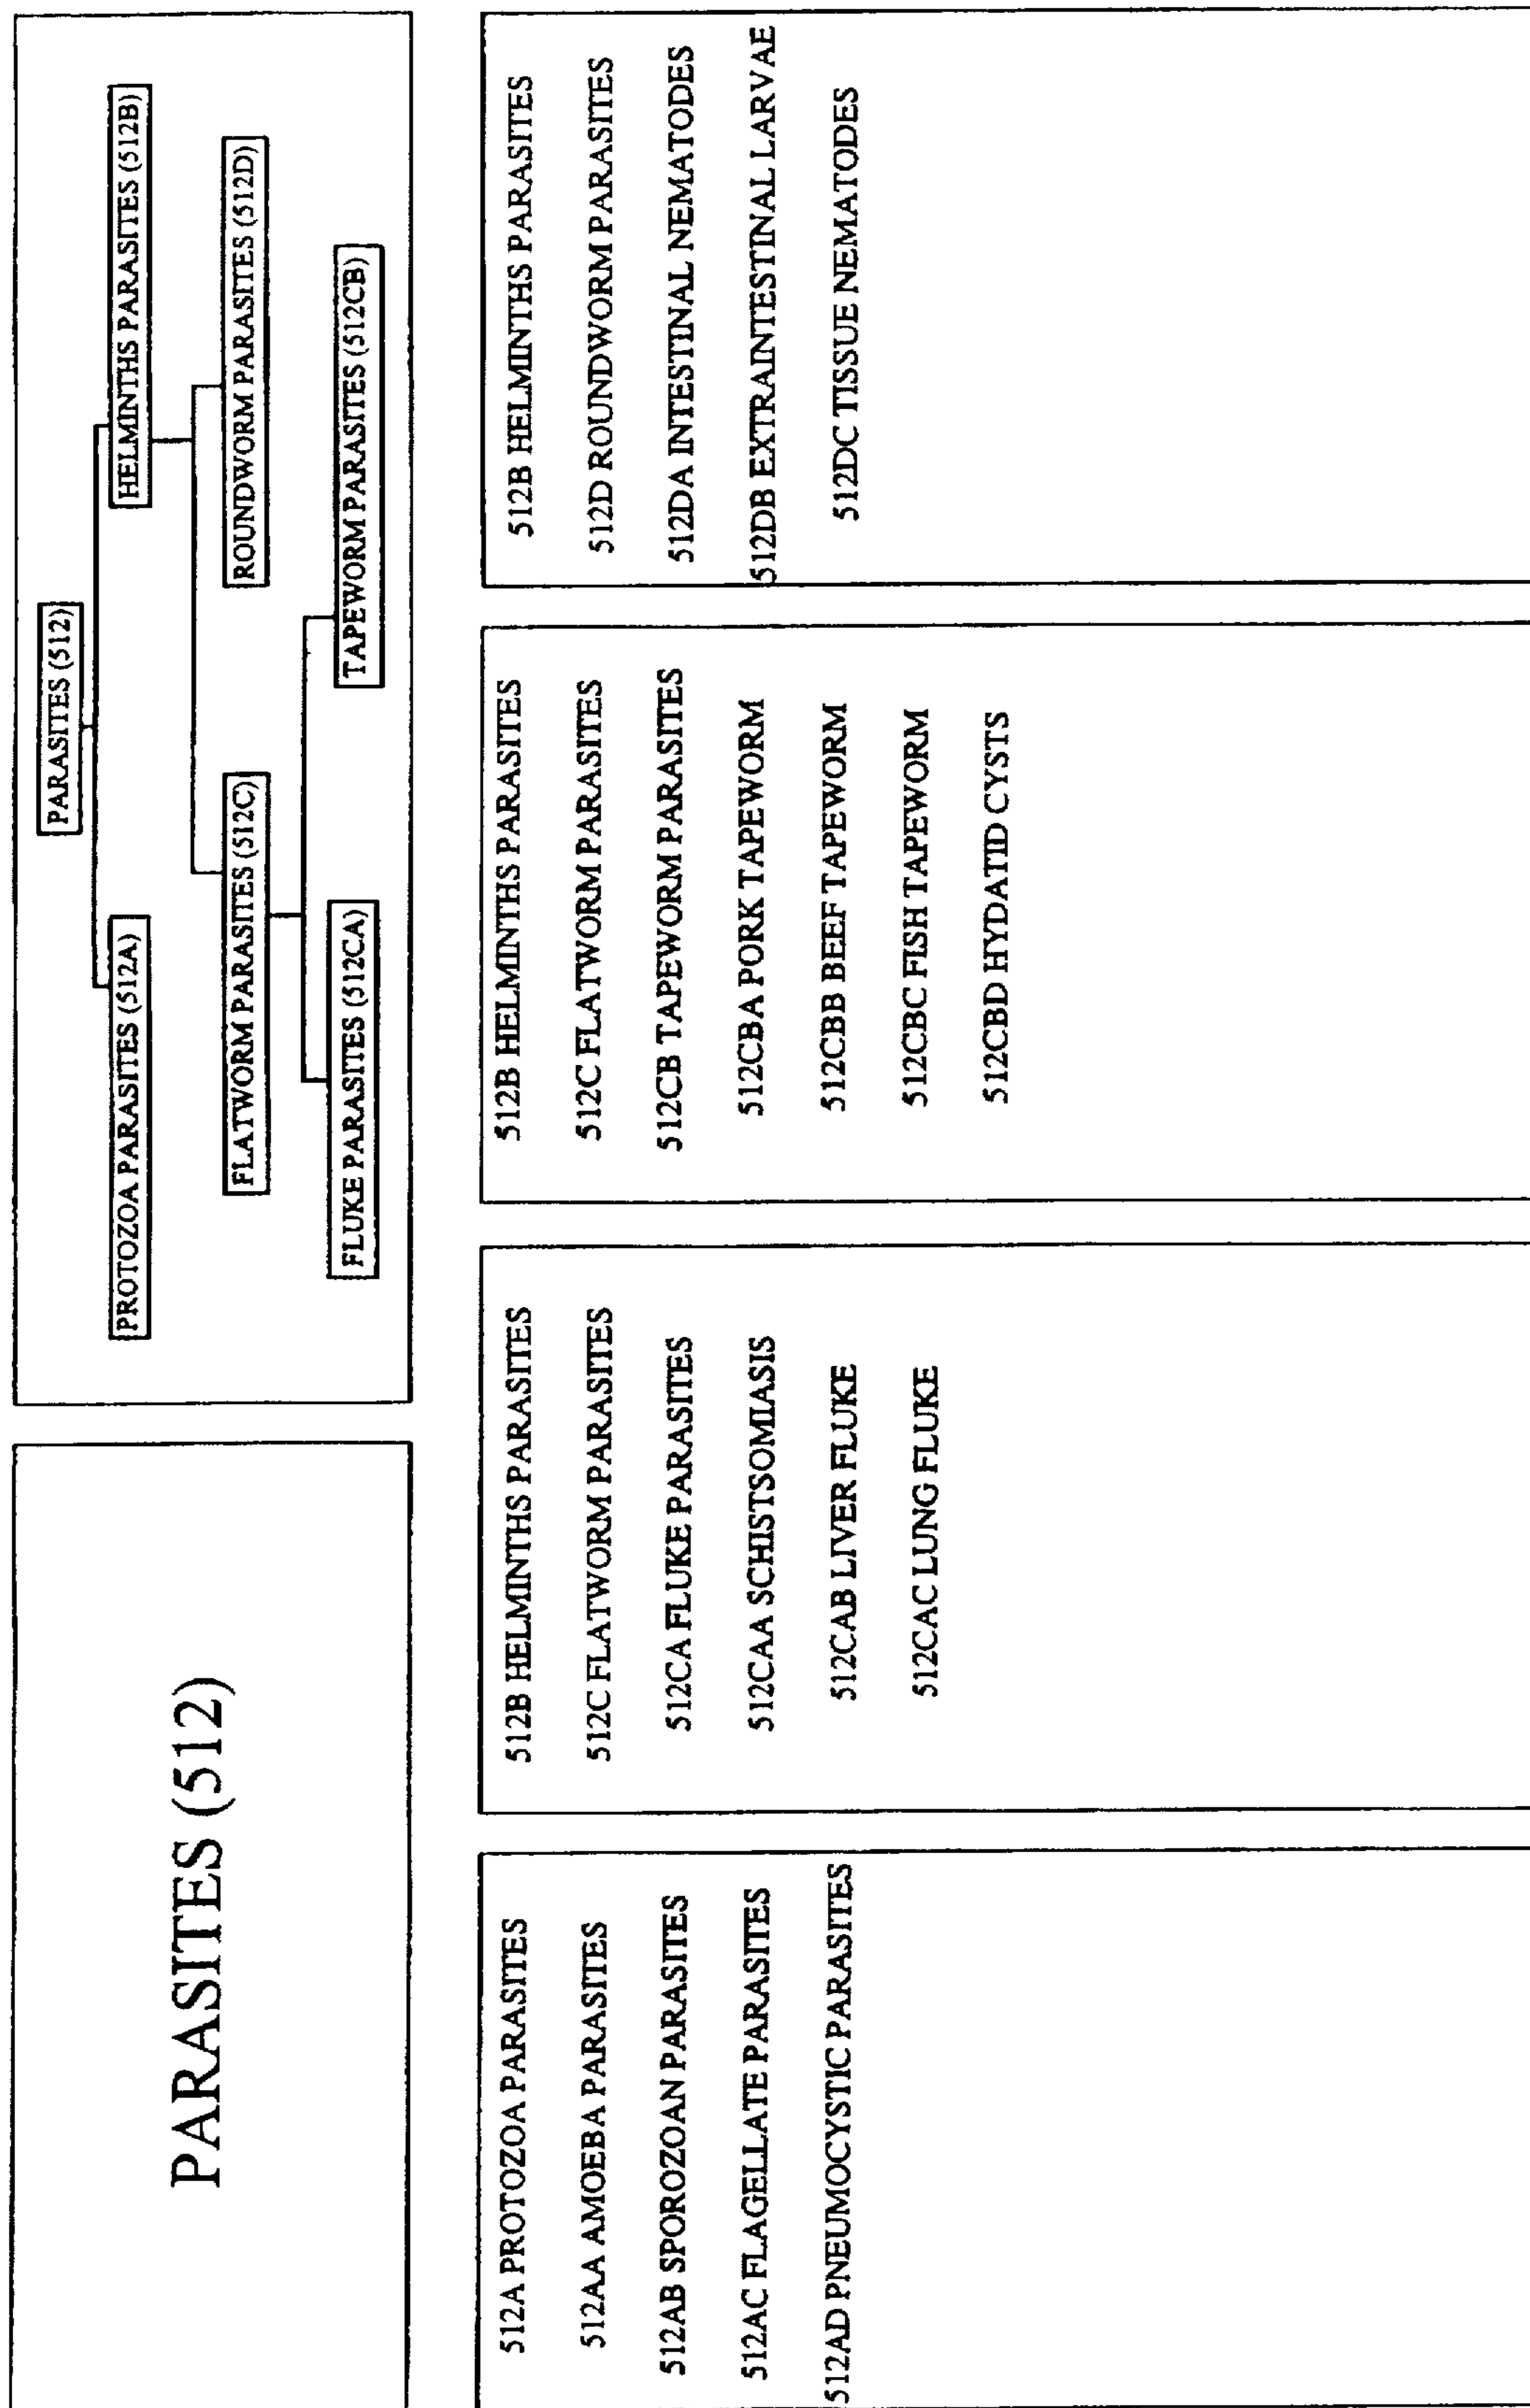 PARASITES (512)
PARASITES (512)
PROTOZOA PARASITES (512A)
HELMINTHS PARASITES (512B)
FLATWORM PARASITES (512C)
ROUNDWORM PARASITES (512D)
FLUKE PARASITES (512CA)
TAPEWORM PARASITES (512CB)
512A PROTOZOA PARASITES
512AA AMOEBA PARASITES
512AB SPOROZOAN PARASITES
512AC FLAGELLATE PARASITES
512AD PNEUMOCYSTIC PARASITES
512B HELMINTHS PARASITES
512C FLATWORM PARASITES
512CA FLUKE PARASITES
512CAA SCHISTSOMIASIS
512CAB LIVER FLUKE
512CAC LUNG FLUKE
512B HELMINTHS PARASITES
512C FLATWORM PARASITES
512CB TAPEWORM PARASITES
512CBA PORK TAPEWORM
512CBB BEEF TAPEWORM
512CBC FISH TAPEWORM
512CBD HYDATID CYSTS
512B HELMINTHS PARASITES
512D ROUNDWORM PARASITES
512DA INTESTINAL NEMATODES
512DB EXTRAINTESTINAL LARVAE
512DC TISSUE NEMATODES